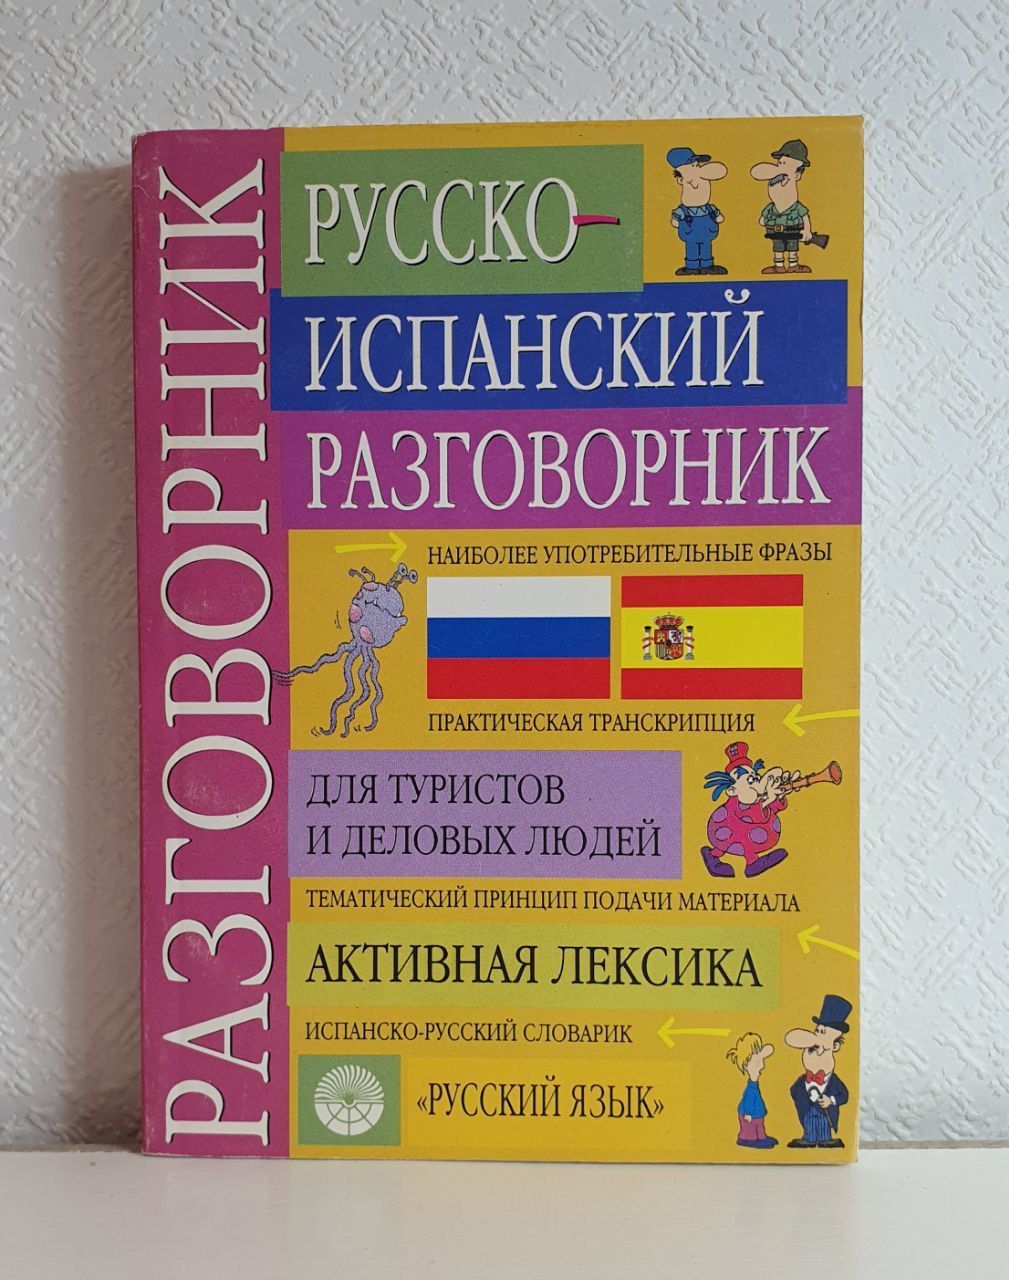 РАЗГОВОРНИК
РУССКО-
ИСПАНСКИЙ
РАЗГОВОРНИК
НАИБОЛЕЕ УПОТРЕБИТЕЛЬНЫЕ ФРАЗЫ
ПРАКТИЧЕСКАЯ ТРАНСКРИПЦИЯ
ДЛЯ ТУРИСТОВ
И ДЕЛОВЫХ ЛЮДЕЙ
ТЕМАТИЧЕСКИЙ ПРИНЦИП ПОДАЧИ МАТЕРИАЛА
АКТИВНАЯ ЛЕКСИКА
ИСПАНСКО-РУССКИЙ СЛОВАРИК
«РУССКИЙ ЯЗЫК»